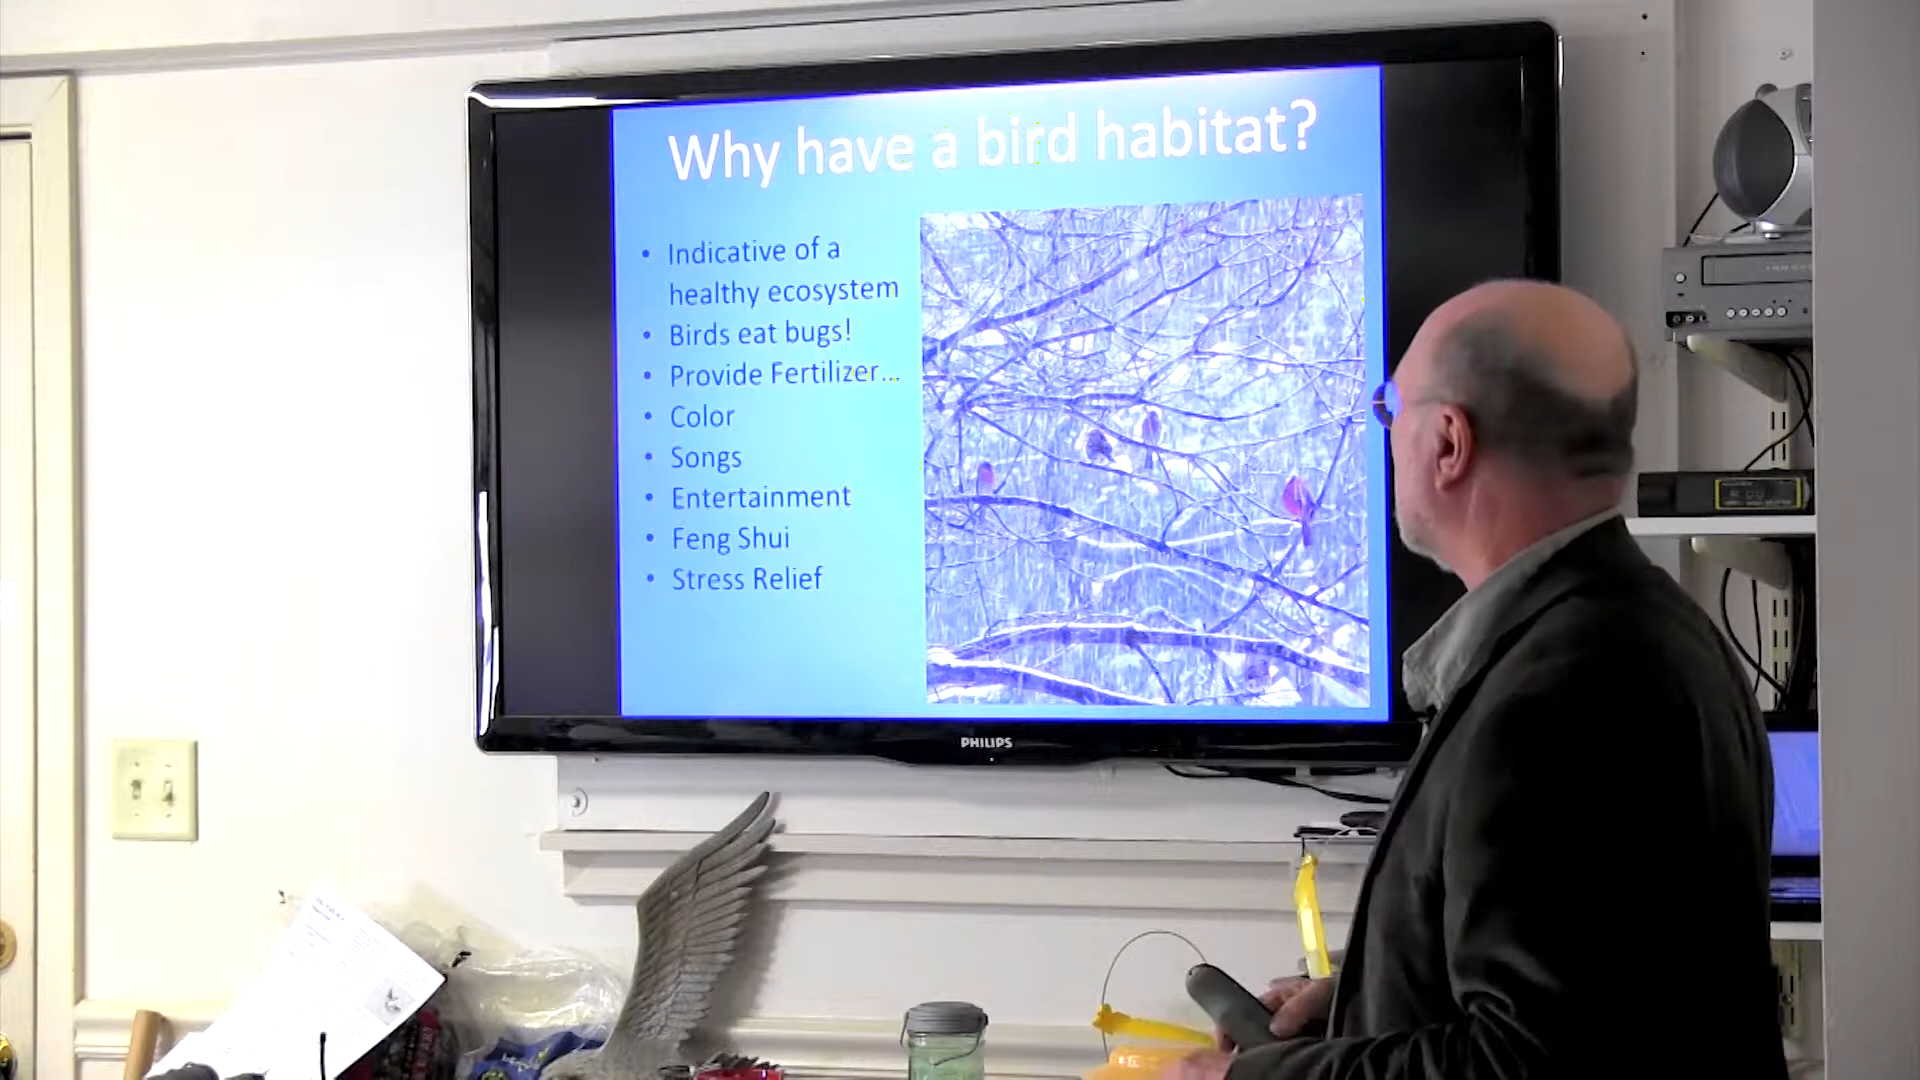 Why have a bird habitat?
• Indicative of a
healthy ecosystem
• Birds eat bugs!
• Provide Fertilizer...
• Color
• Songs
• Entertainment
• Feng Shui
• Stress Relief
PHILIPS